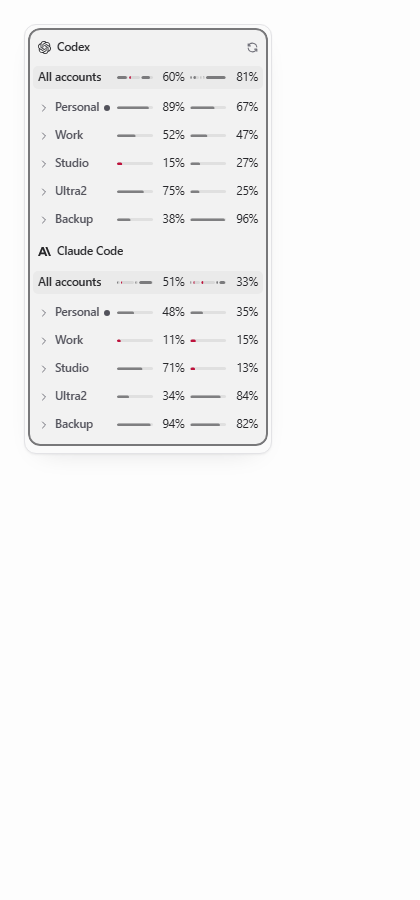 Codex
All accounts 60% 81%
Personal 89% 67%
Work 52% 47%
Studio 15% 27%
Ultra2 75% 25%
Backup 38% 96%
Claude Code
All accounts 51% 33%
Personal 48% 35%
Work 11% 15%
Studio 71% 13%
Ultra2 34% 84%
Backup 94% 82%